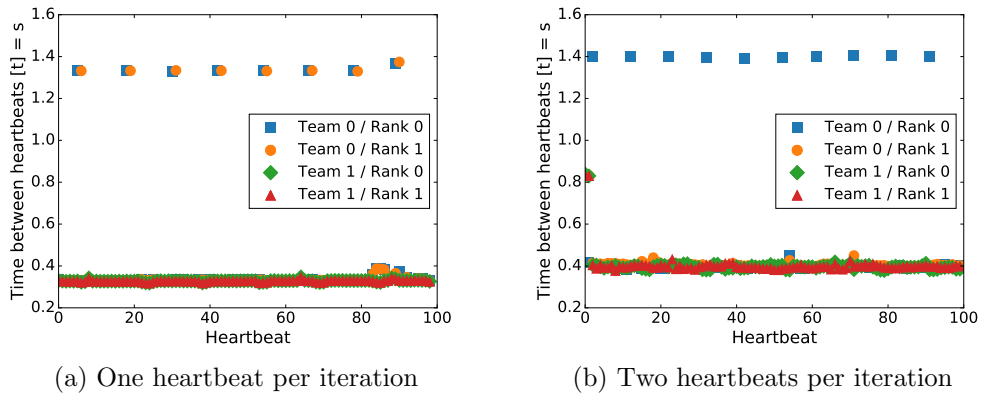 1.6
1.4
1.2
1.0
0.8
0.6
0.4
0.2
0 20 40 60 80 100
Time between heartbeats [t] = s
Heartbeat
Team 0 / Rank 0
Team 0 / Rank 1
Team 1 / Rank 0
Team 1 / Rank 1
(a) One heartbeat per iteration
1.6
1.4
1.2
1.0
0.8
0.6
0.4
0.2
0 20 40 60 80 100
Time between heartbeats [t] = s
Heartbeat
Team 0 / Rank 0
Team 0 / Rank 1
Team 1 / Rank 0
Team 1 / Rank 1
(b) Two heartbeats per iteration